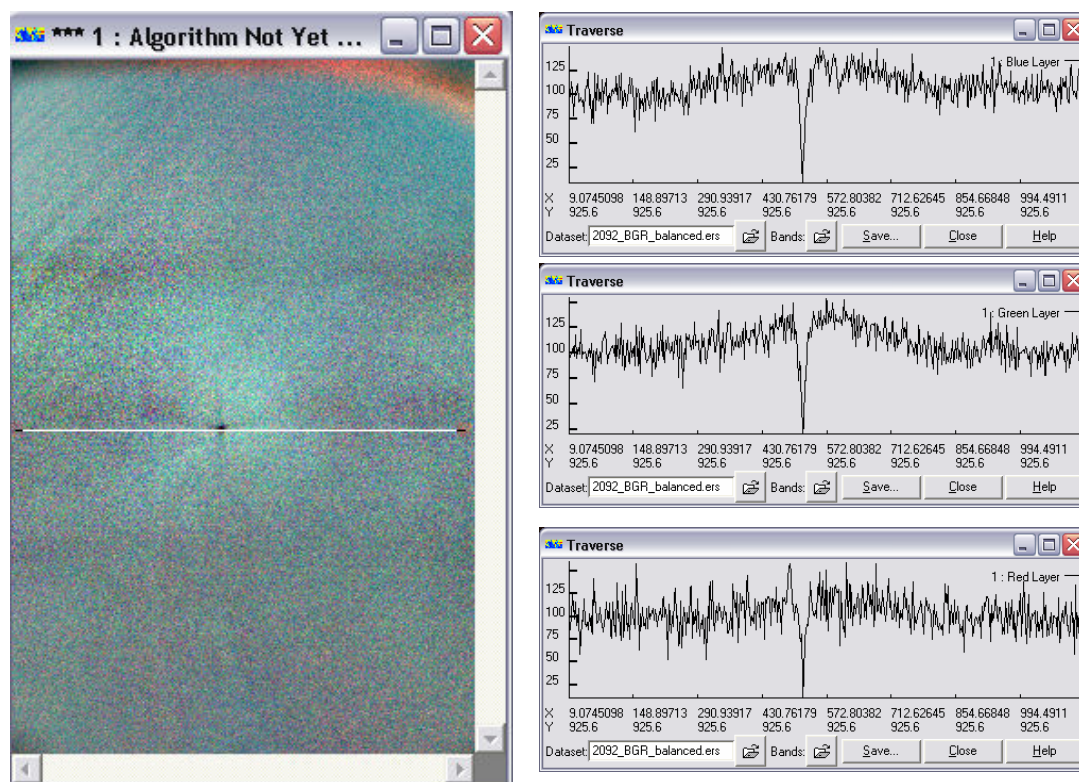 *** 1 : Algorithm Not Yet ...
Traverse
1 : Blue Layer
125
100
75
50
25
X 9.0745098 148.89713 290.93917 430.76179 572.80382 712.62645 854.66848 994.4911
Y 925.6 925.6 925.6 925.6 925.6 925.6 925.6 925.6
Dataset: 2092_BGR_balanced.ers Bands: Save... Close Help
Traverse
1 : Green Layer
125
100
75
50
25
X 9.0745098 148.89713 290.93917 430.76179 572.80382 712.62645 854.66848 994.4911
Y 925.6 925.6 925.6 925.6 925.6 925.6 925.6 925.6
Dataset: 2092_BGR_balanced.ers Bands: Save... Close Help
Traverse
1 : Red Layer
125
100
75
50
25
X 9.0745098 148.89713 290.93917 430.76179 572.80382 712.62645 854.66848 994.4911
Y 925.6 925.6 925.6 925.6 925.6 925.6 925.6 925.6
Dataset: 2092_BGR_balanced.ers Bands: Save... Close Help